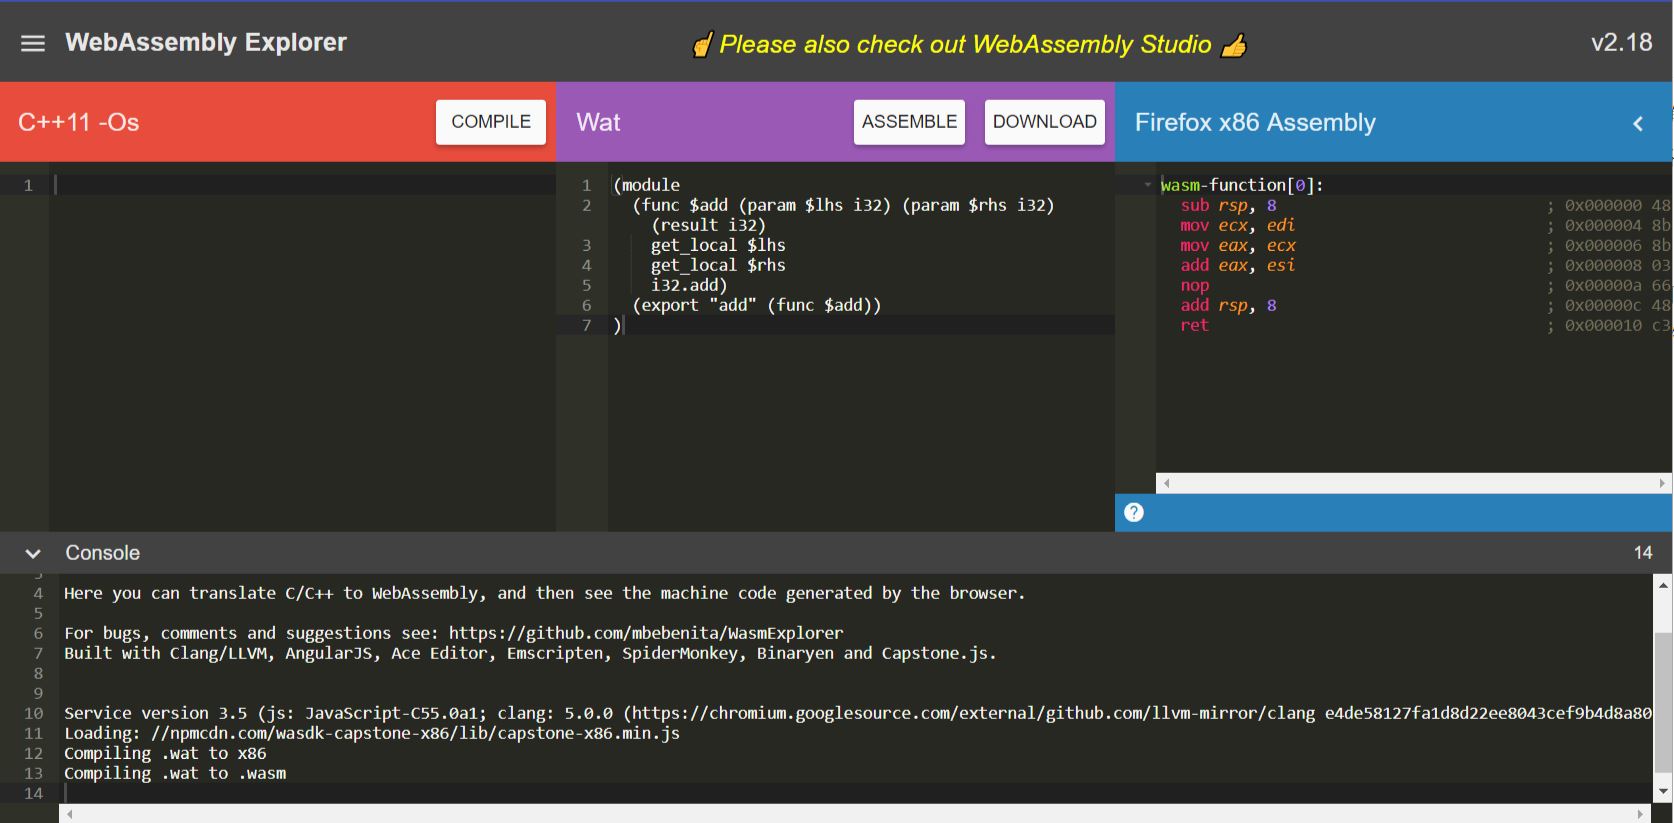 WebAssembly Explorer
☝Please also check out WebAssembly Studio 👍
v2.18
C++11 -Os
COMPILE
Wat
ASSEMBLE
DOWNLOAD
Firefox x86 Assembly
1
1 (module
2 (func $add (param $lhs i32) (param $rhs i32)
(result i32)
3 get_local $lhs
4 get_local $rhs
5 i32.add)
6 (export "add" (func $add))
7 )
wasm-function[0]:
sub rsp, 8 ; 0x000000 48
mov ecx, edi ; 0x000004 8b
mov eax, ecx ; 0x000006 8b
add eax, esi ; 0x000008 03
nop ; 0x00000a 66
add rsp, 8 ; 0x00000c 48
ret ; 0x000010 c3
?
Console
14
4 Here you can translate C/C++ to WebAssembly, and then see the machine code generated by the browser.
5
6 For bugs, comments and suggestions see: https://github.com/mbebenita/WasmExplorer
7 Built with Clang/LLVM, AngularJS, Ace Editor, Emscripten, SpiderMonkey, Binaryen and Capstone.js.
8
9
10 Service version 3.5 (js: JavaScript-C55.0a1; clang: 5.0.0 (https://chromium.googlesource.com/external/github.com/llvm-mirror/clang e4de58127fa1d8d22ee8043cef9b4d8a80
11 Loading: //npmcdn.com/wasdk-capstone-x86/lib/capstone-x86.min.js
12 Compiling .wat to x86
13 Compiling .wat to .wasm
14